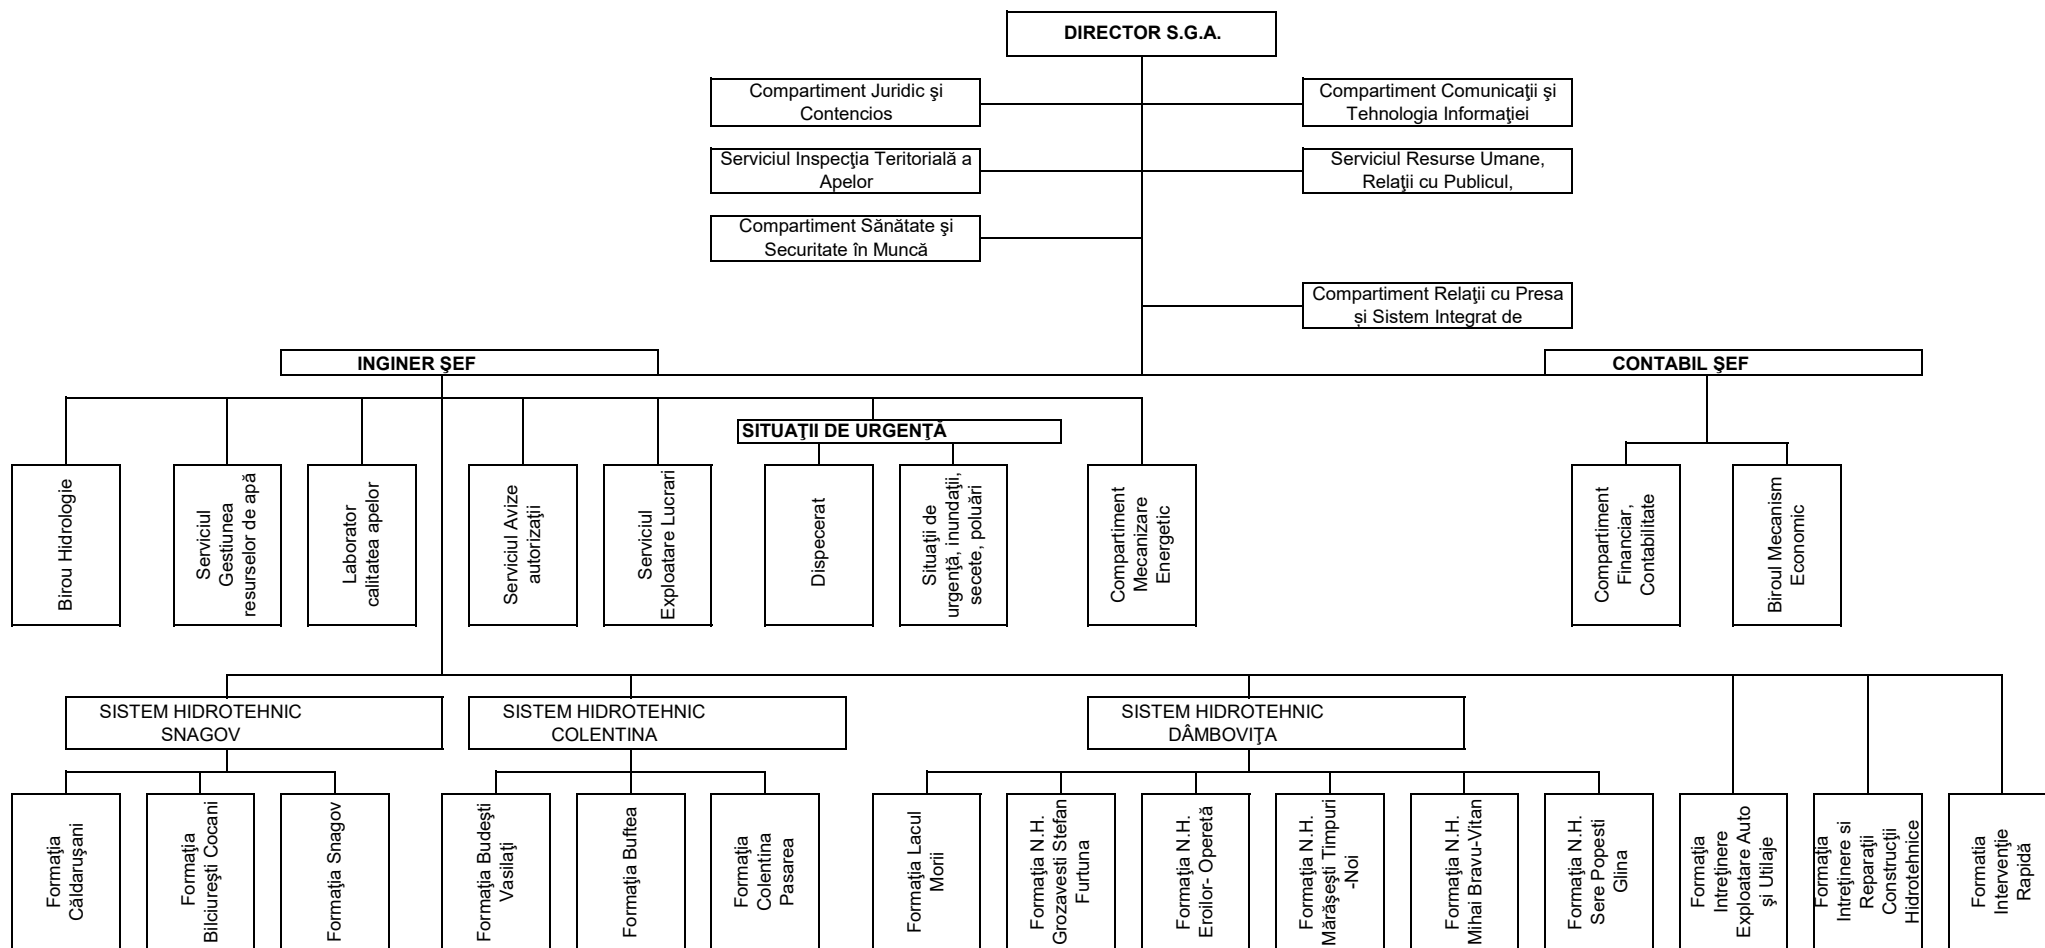 DIRECTOR S.G.A.
Compartiment Juridic şi
Contencios
Compartiment Comunicaţii şi
Tehnologia Informaţiei
Serviciul Inspecţia Teritorială a
Apelor
Serviciul Resurse Umane,
Relaţii cu Publicul,
Compartiment Sănătate şi
Securitate în Muncă
Compartiment Relaţii cu Presa
și Sistem Integrat de
INGINER ŞEF
CONTABIL ŞEF
SITUAŢII DE URGENŢĂ
Birou Hidrologie
Serviciul
Gestiunea
resurselor de apă
Laborator
calitatea apelor
Serviciul Avize
autorizaţii
Serviciul
Exploatare Lucrari
Dispecerat
Situaţii de
urgenţă, inundaţii,
secete, poluări
Compartiment
Mecanizare
Energetic
Compartiment
Financiar,
Contabilitate
Biroul Mecanism
Economic
SISTEM HIDROTEHNIC
SNAGOV
SISTEM HIDROTEHNIC
COLENTINA
SISTEM HIDROTEHNIC
DÂMBOVIŢA
Formaţia
Căldaruşani
Formaţia
Bilciureşti Cocani
Formaţia Snagov
Formaţia Budeşti
Vasilaţi
Formaţia Buftea
Formaţia
Colentina
Pasarea
Formaţia Lacul
Morii
Formaţia N.H.
Grozavesti Stefan
Furtuna
Formaţia N.H.
Eroilor- Operetă
Formaţia N.H.
Mărăşeşti Timpuri
-Noi
Formaţia N.H.
Mihai Bravu-Vitan
Formaţia N.H.
Sere Popesti
Glina
Formaţia
Intreţinere
Exploatare Auto
şi Utilaje
Formaţia
Intreţinere si
Reparaţii
Construcţii
Hidrotehnice
Formatia
Intervenţie
Rapidă